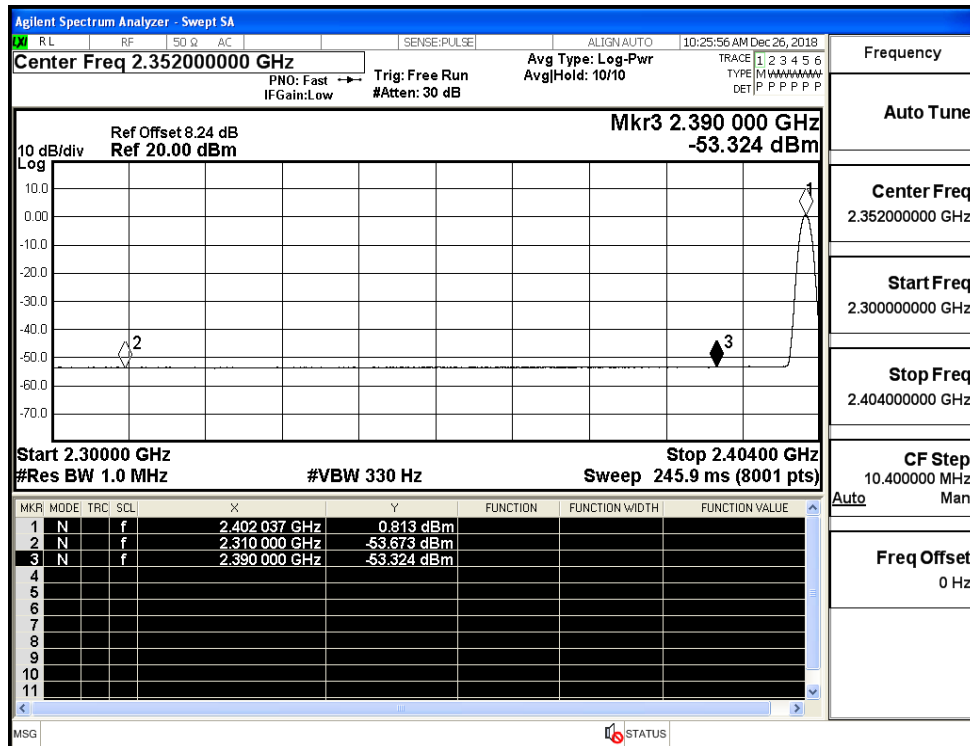 Agilent Spectrum Analyzer - Swept SA
LXI RL RF 50 Ω AC SENSE:PULSE ALIGN AUTO 10:25:56 AM Dec 26, 2018
Center Freq 2.352000000 GHz
PNO: Fast
IFGain:Low
Trig: Free Run
#Atten: 30 dB
Avg Type: Log-Pwr
Avg|Hold: 10/10
TRACE 1 2 3 4 5 6
TYPE M WWWWW
DET P P P P P P
Ref Offset 8.24 dB
10 dB/div Ref 20.00 dBm
Log
Mkr3 2.390 000 GHz
-53.324 dBm
10.0
0.00
-10.0
-20.0
-30.0
-40.0
-50.0
-60.0
-70.0
1
2
3
Start 2.30000 GHz Stop 2.40400 GHz
#Res BW 1.0 MHz #VBW 330 Hz Sweep 245.9 ms (8001 pts)
MKR MODE TRC SCL X Y FUNCTION FUNCTION WIDTH FUNCTION VALUE
1 N f 2.402 037 GHz 0.813 dBm
2 N f 2.310 000 GHz -53.673 dBm
3 N f 2.390 000 GHz -53.324 dBm
4
5
6
7
8
9
10
11
MSG STATUS
Frequency
Auto Tune
Center Freq
2.352000000 GHz
Start Freq
2.300000000 GHz
Stop Freq
2.404000000 GHz
CF Step
10.400000 MHz
Auto Man
Freq Offset
0 Hz